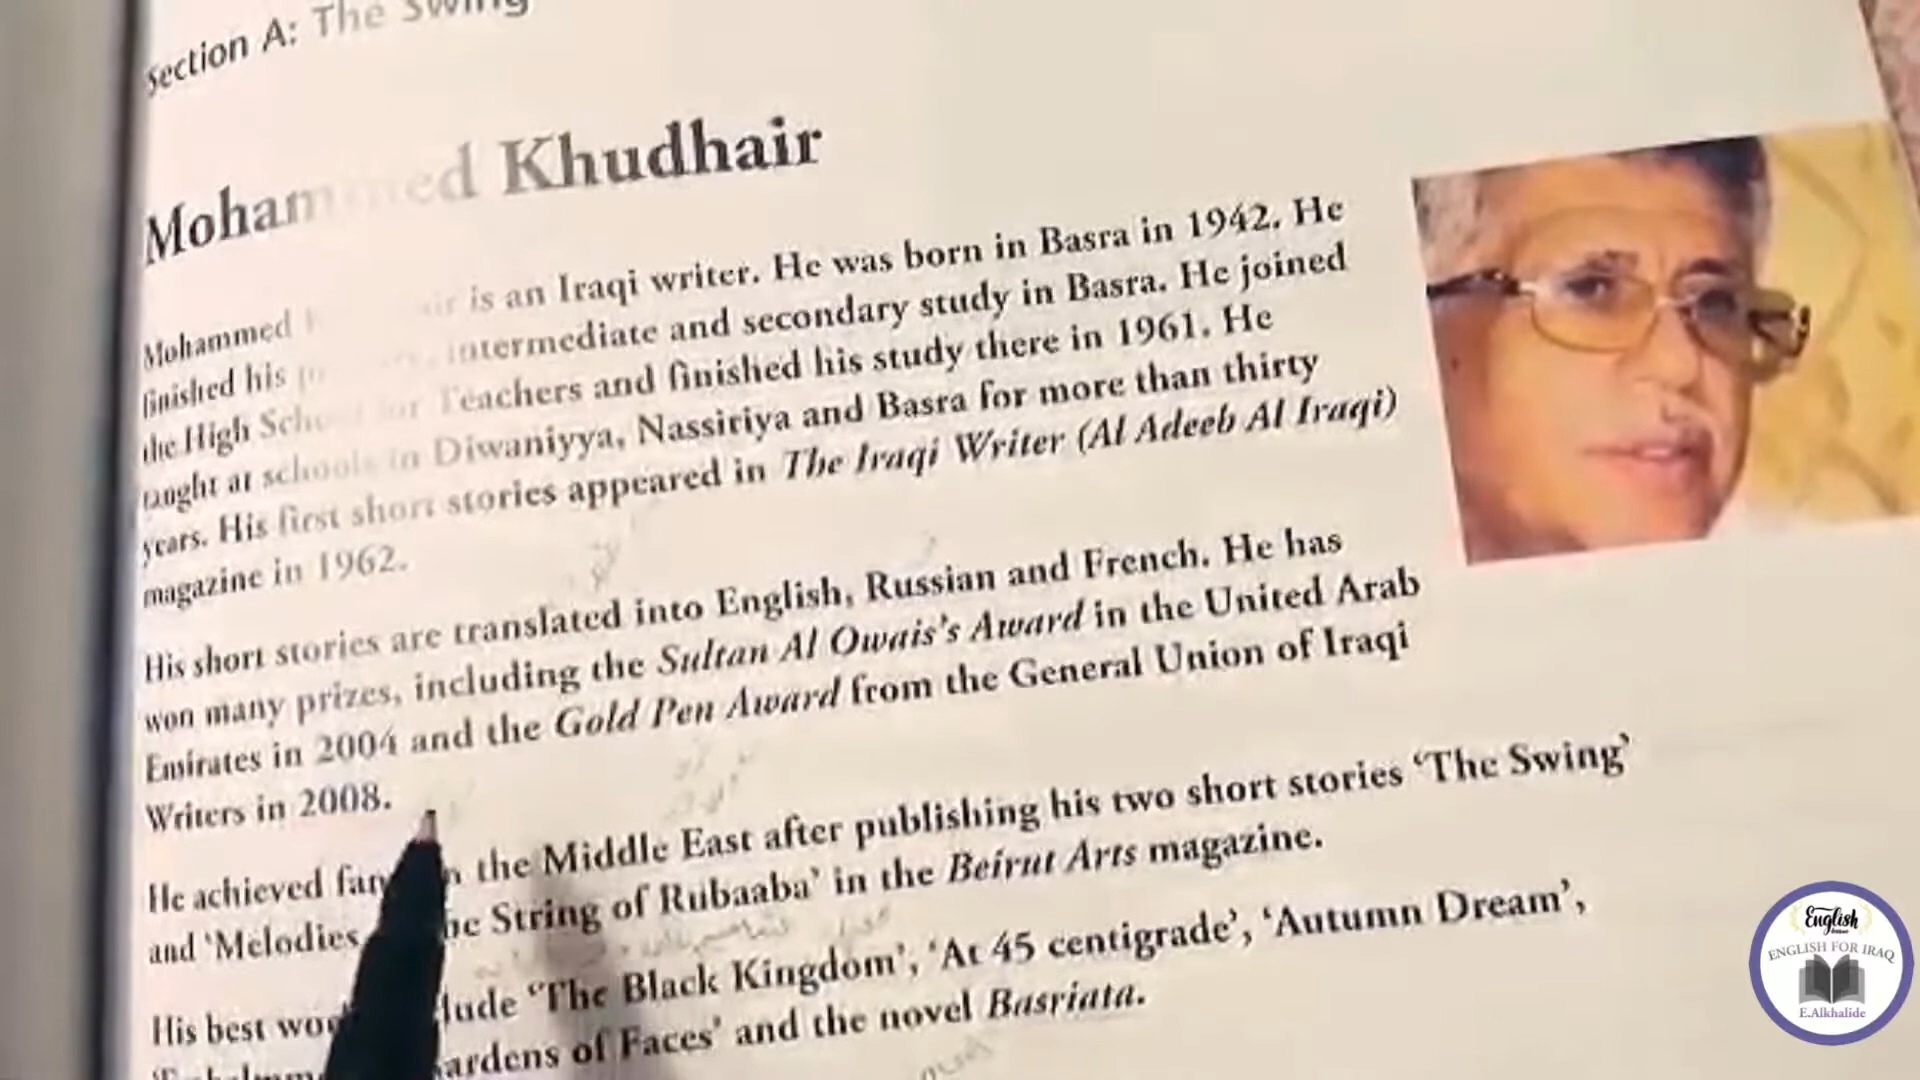 Section A: The Swing
Mohammed Khudhair
Mohammed is an Iraqi writer. He was born in Basra in 1942. He
finished his intermediate and secondary study in Basra. He joined
the High School for Teachers and finished his study there in 1961. He
taught at schools in Diwaniyya, Nassiriya and Basra for more than thirty
years. His first short stories appeared in The Iraqi Writer (Al Adeeb Al Iraqi)
magazine in 1962.
His short stories are translated into English, Russian and French. He has
won many prizes, including the Sultan Al Owais's Award in the United Arab
Emirates in 2004 and the Gold Pen Award from the General Union of Iraqi
Writers in 2008.
He achieved the Middle East after publishing his two short stories ‘The Swing’
and ‘Melodies String of Rubaaba’ in the Beirut Arts magazine.
His best ‘The Black Kingdom’, ‘At 45 centigrade’, ‘Autumn Dream’,
of Faces’ and the novel Basriata.
English
ENGLISH FOR IRAQ
E.Alkhalide